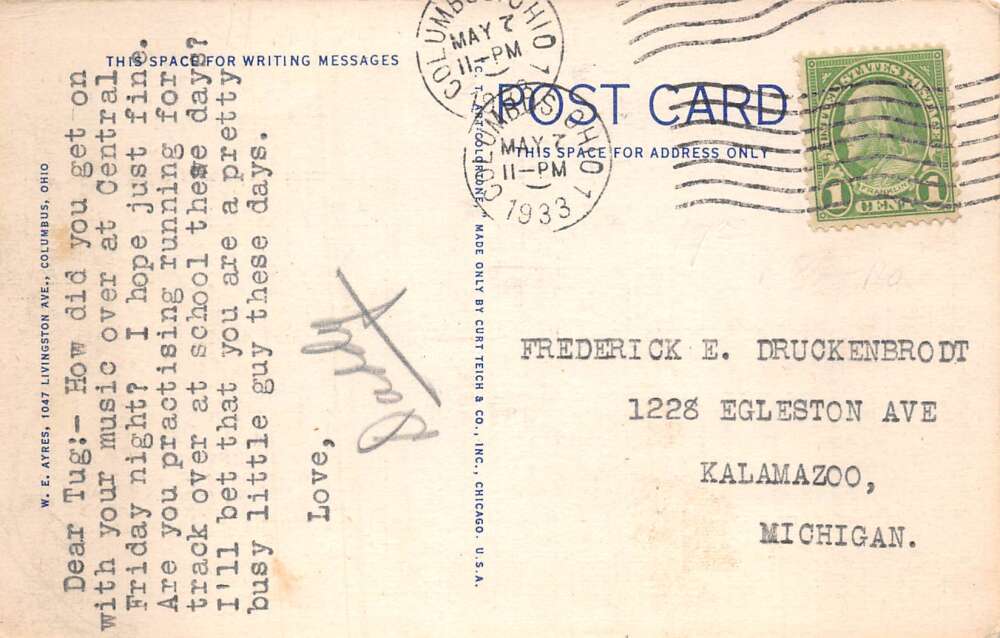 THIS SPACE FOR WRITING MESSAGES
POST CARD
THIS SPACE FOR ADDRESS ONLY
W. E. AYRES, 1047 LIVINGSTON AVE., COLUMBUS, OHIO
Dear Tug:- How did you get on
with your music over at Central
Friday night? I hope just fine.
Are you practising running for
track over at school these days?
I'll bet that you are a pretty
busy little guy these days.
Love,
C. T. ART-COLORTONE MADE ONLY BY CURT TEICH & CO., INC., CHICAGO, U.S.A.
COLUMBUS, OHIO 1
MAY 7
11-PM
COLUMBUS, OHIO 1
MAY 7
11-PM
1933
UNITED STATES POSTAGE
FRANKLIN
1 CENT 1
FREDERICK E. DRUCKENBRODT
1228 EGLESTON AVE
KALAMAZOO,
MICHIGAN.